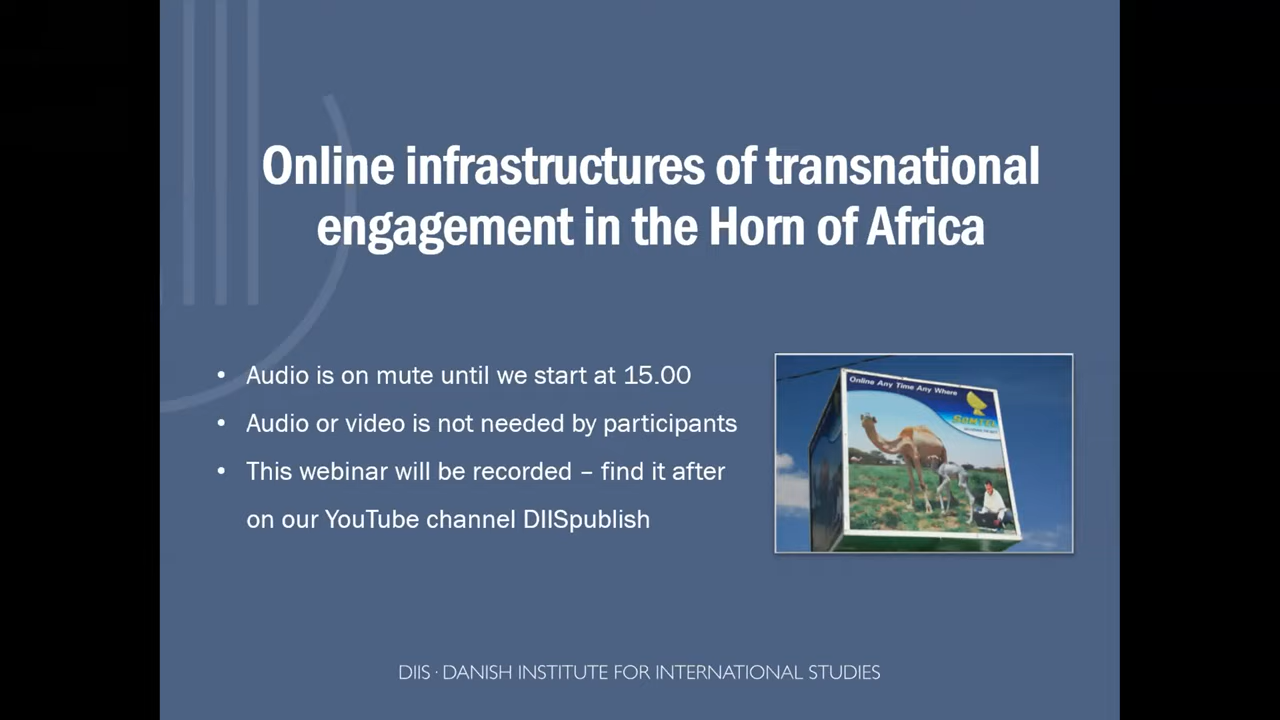 Online infrastructures of transnational
engagement in the Horn of Africa
• Audio is on mute until we start at 15.00
• Audio or video is not needed by participants
• This webinar will be recorded – find it after
on our YouTube channel DIISpublish
Online Any Time Any Where
DIIS · DANISH INSTITUTE FOR INTERNATIONAL STUDIES